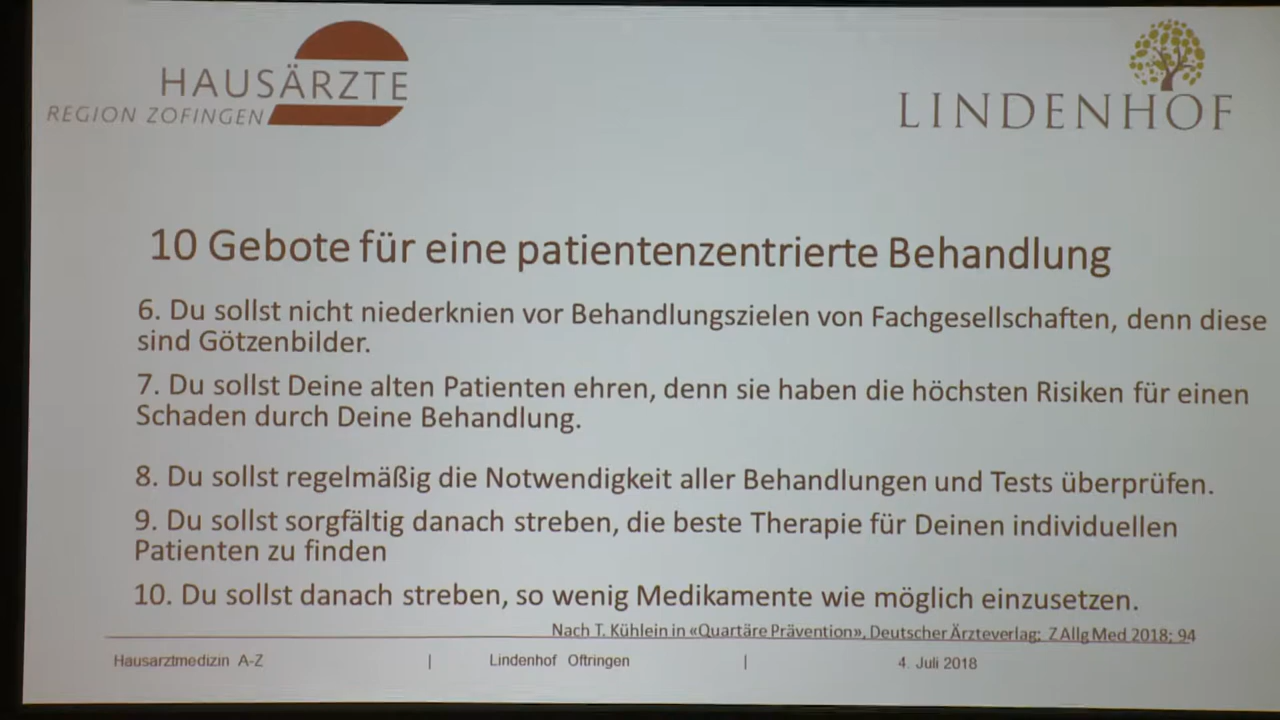 HAUSÄRZTE
REGION ZOFINGEN
LINDENHOF
10 Gebote für eine patientenzentrierte Behandlung
6. Du sollst nicht niederknien vor Behandlungszielen von Fachgesellschaften, denn diese
sind Götzenbilder.
7. Du sollst Deine alten Patienten ehren, denn sie haben die höchsten Risiken für einen
Schaden durch Deine Behandlung.
8. Du sollst regelmäßig die Notwendigkeit aller Behandlungen und Tests überprüfen.
9. Du sollst sorgfältig danach streben, die beste Therapie für Deinen individuellen
Patienten zu finden
10. Du sollst danach streben, so wenig Medikamente wie möglich einzusetzen.
Nach T. Kühlein in «Quartäre Prävention», Deutscher Ärzteverlag; Z Allg Med 2018; 94
Hausarztmedizin A-Z | Lindenhof Oftringen | 4. Juli 2018